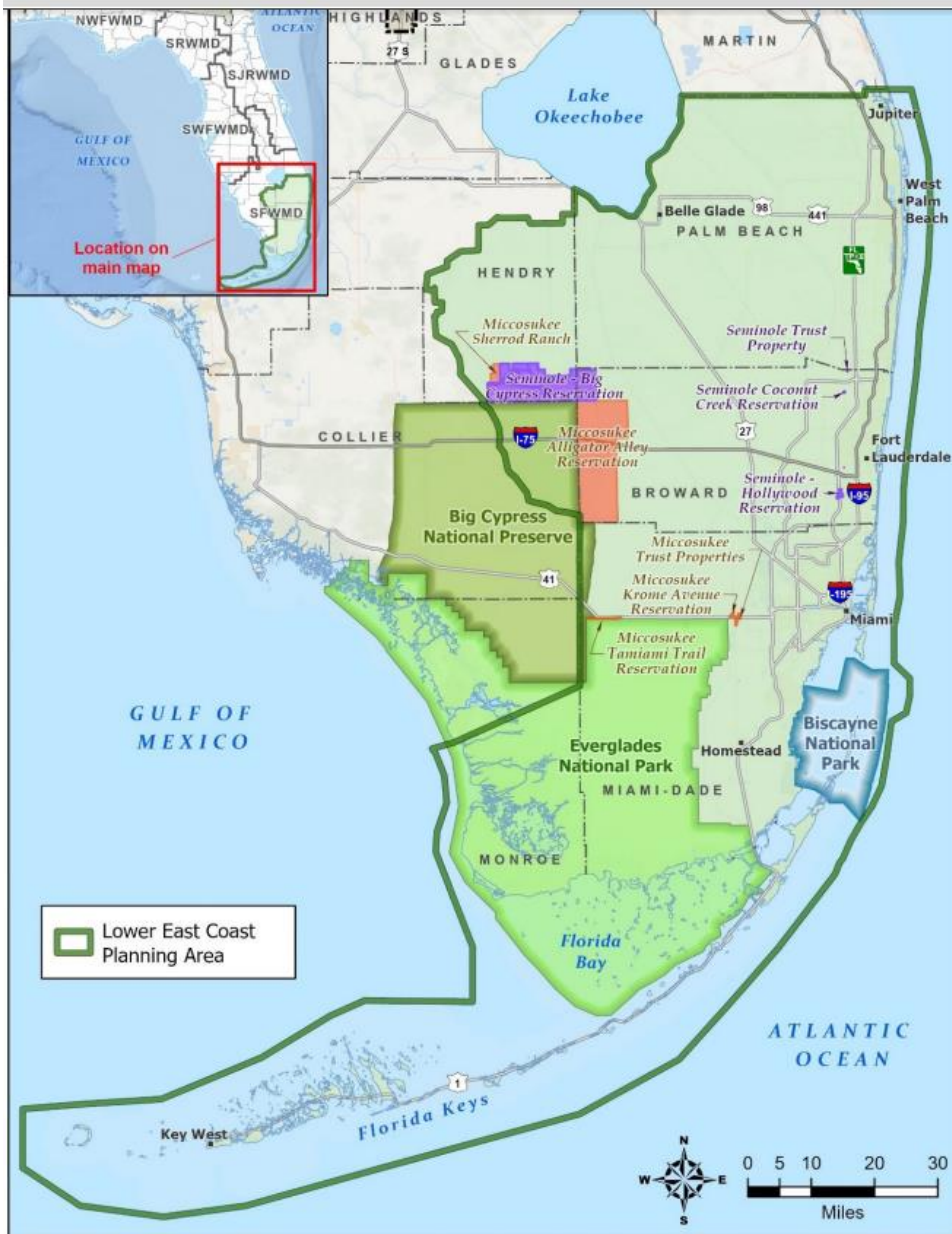 ATLANTIC
OCEAN
NWFWMD
SRWMD
SJRWMD
SWFWMD
GULF OF
MEXICO
SFWMD
Location on
main map
HIGHLANDS
27 S
GLADES
MARTIN
Lake
Okeechobee
Jupiter
West
Palm
Beach
Belle Glade
98
441
PALM BEACH
HENDRY
Miccosukee
Sherrod Ranch
Seminole Trust
Property
Seminole - Big
Cypress Reservation
Seminole Coconut
Creek Reservation
COLLIER
I-75
Miccosukee
Alligator Alley
Reservation
27
Fort
Lauderdale
BROWARD
Seminole -
Hollywood
Reservation
I-95
Big Cypress
National Preserve
Miccosukee
Trust Properties
41
Miccosukee
Krome Avenue
Reservation
I-195
Miami
Miccosukee
Tamiami Trail
Reservation
GULF OF
MEXICO
Biscayne
National
Park
Everglades
National Park
Homestead
MIAMI-DADE
MONROE
Lower East Coast
Planning Area
Florida
Bay
ATLANTIC
OCEAN
1
Florida Keys
Key West
N
W
E
S
0 5 10 20 30
Miles